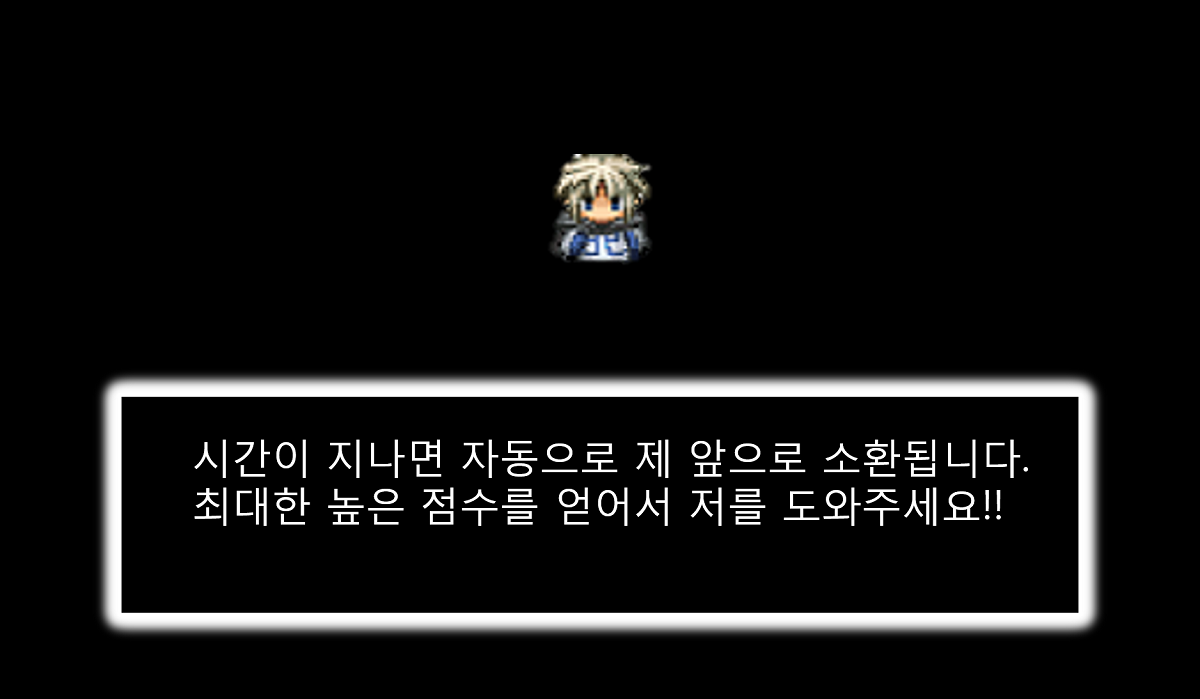 시간이 지나면 자동으로 제 앞으로 소환됩니다.
최대한 높은 점수를 얻어서 저를 도와주세요!!